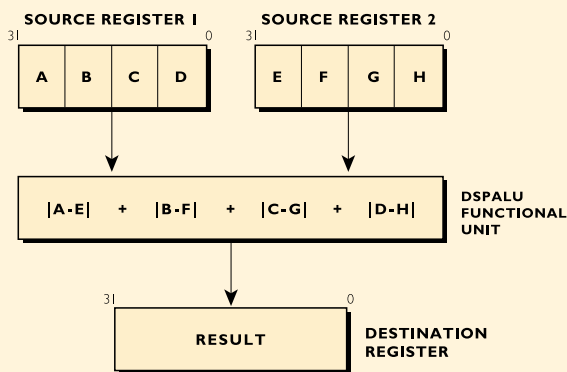 SOURCE REGISTER 1
SOURCE REGISTER 2
31 0
31 0
A B C D
E F G H
|A-E| + |B-F| + |C-G| + |D-H|
DSPALU
FUNCTIONAL
UNIT
31 0
RESULT
DESTINATION
REGISTER